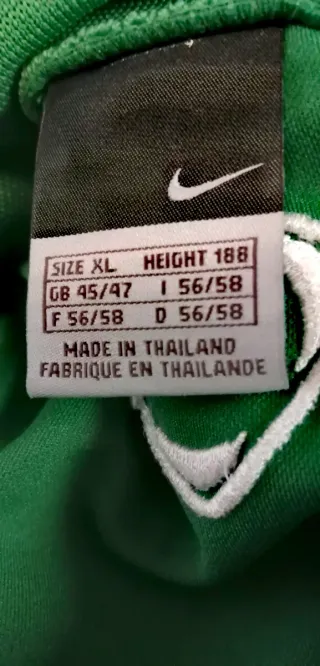 SIZE XL HEIGHT 188
GB 45/47 I 56/58
F 56/58 D 56/58
MADE IN THAILAND
FABRIQUE EN THAILANDE